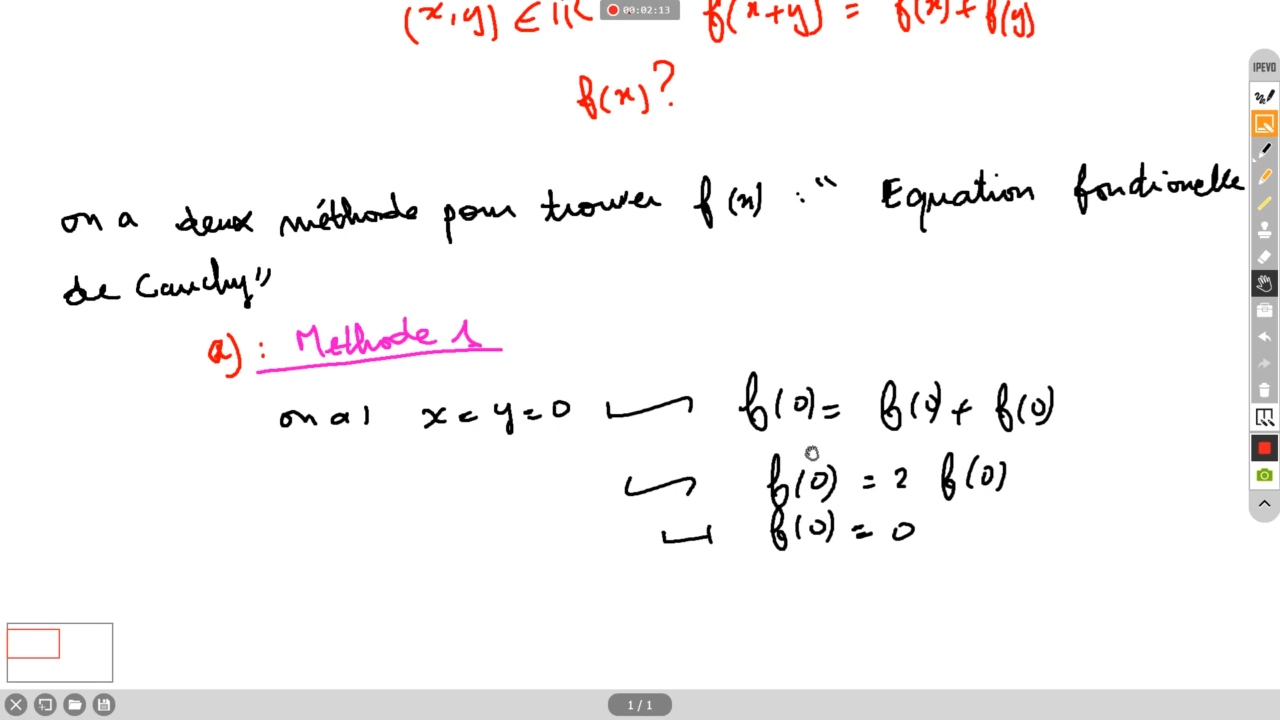 00:02:13
(x,y) ∈ IR f(x+y) = f(x)+f(y)
f(x)?
IPEVO
on a deux méthode pour trouver f(x) : " Equation fonctionelle
de Cauchy"
a) : Methode 1
on a : x = y = 0 f(0) = f(0) + f(0)
f(0) = 2 f(0)
f(0) = 0
1 / 1